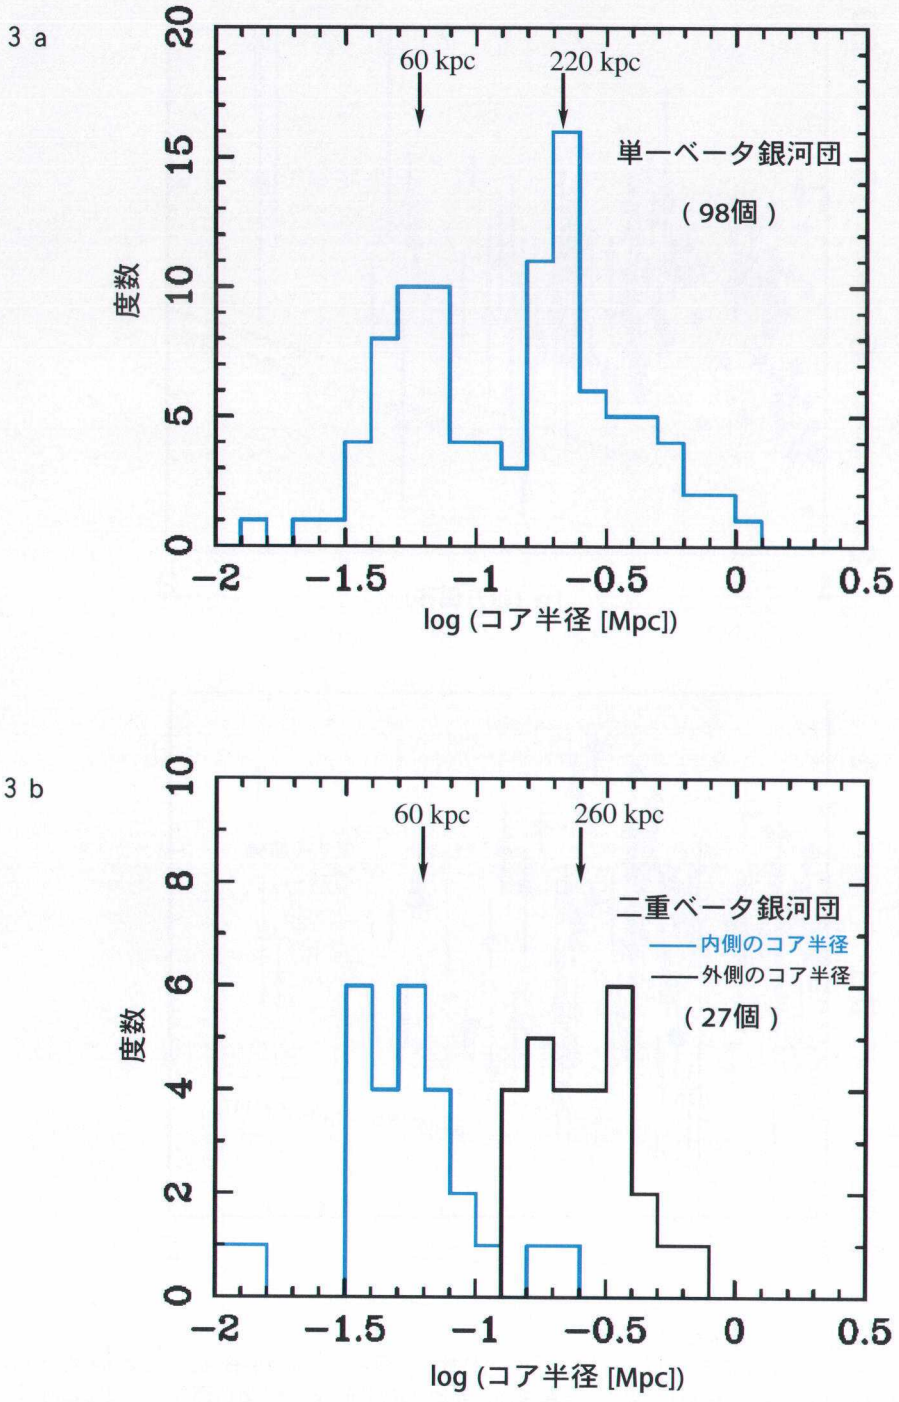 3 a
20
15
10
5
0
度数
60 kpc
220 kpc
単一ベータ銀河団
( 98個 )
−2
−1.5
−1
−0.5
0
0.5
log (コア半径 [Mpc])
3 b
10
8
6
4
2
0
度数
60 kpc
260 kpc
二重ベータ銀河団
内側のコア半径
外側のコア半径
( 27個 )
−2
−1.5
−1
−0.5
0
0.5
log (コア半径 [Mpc])